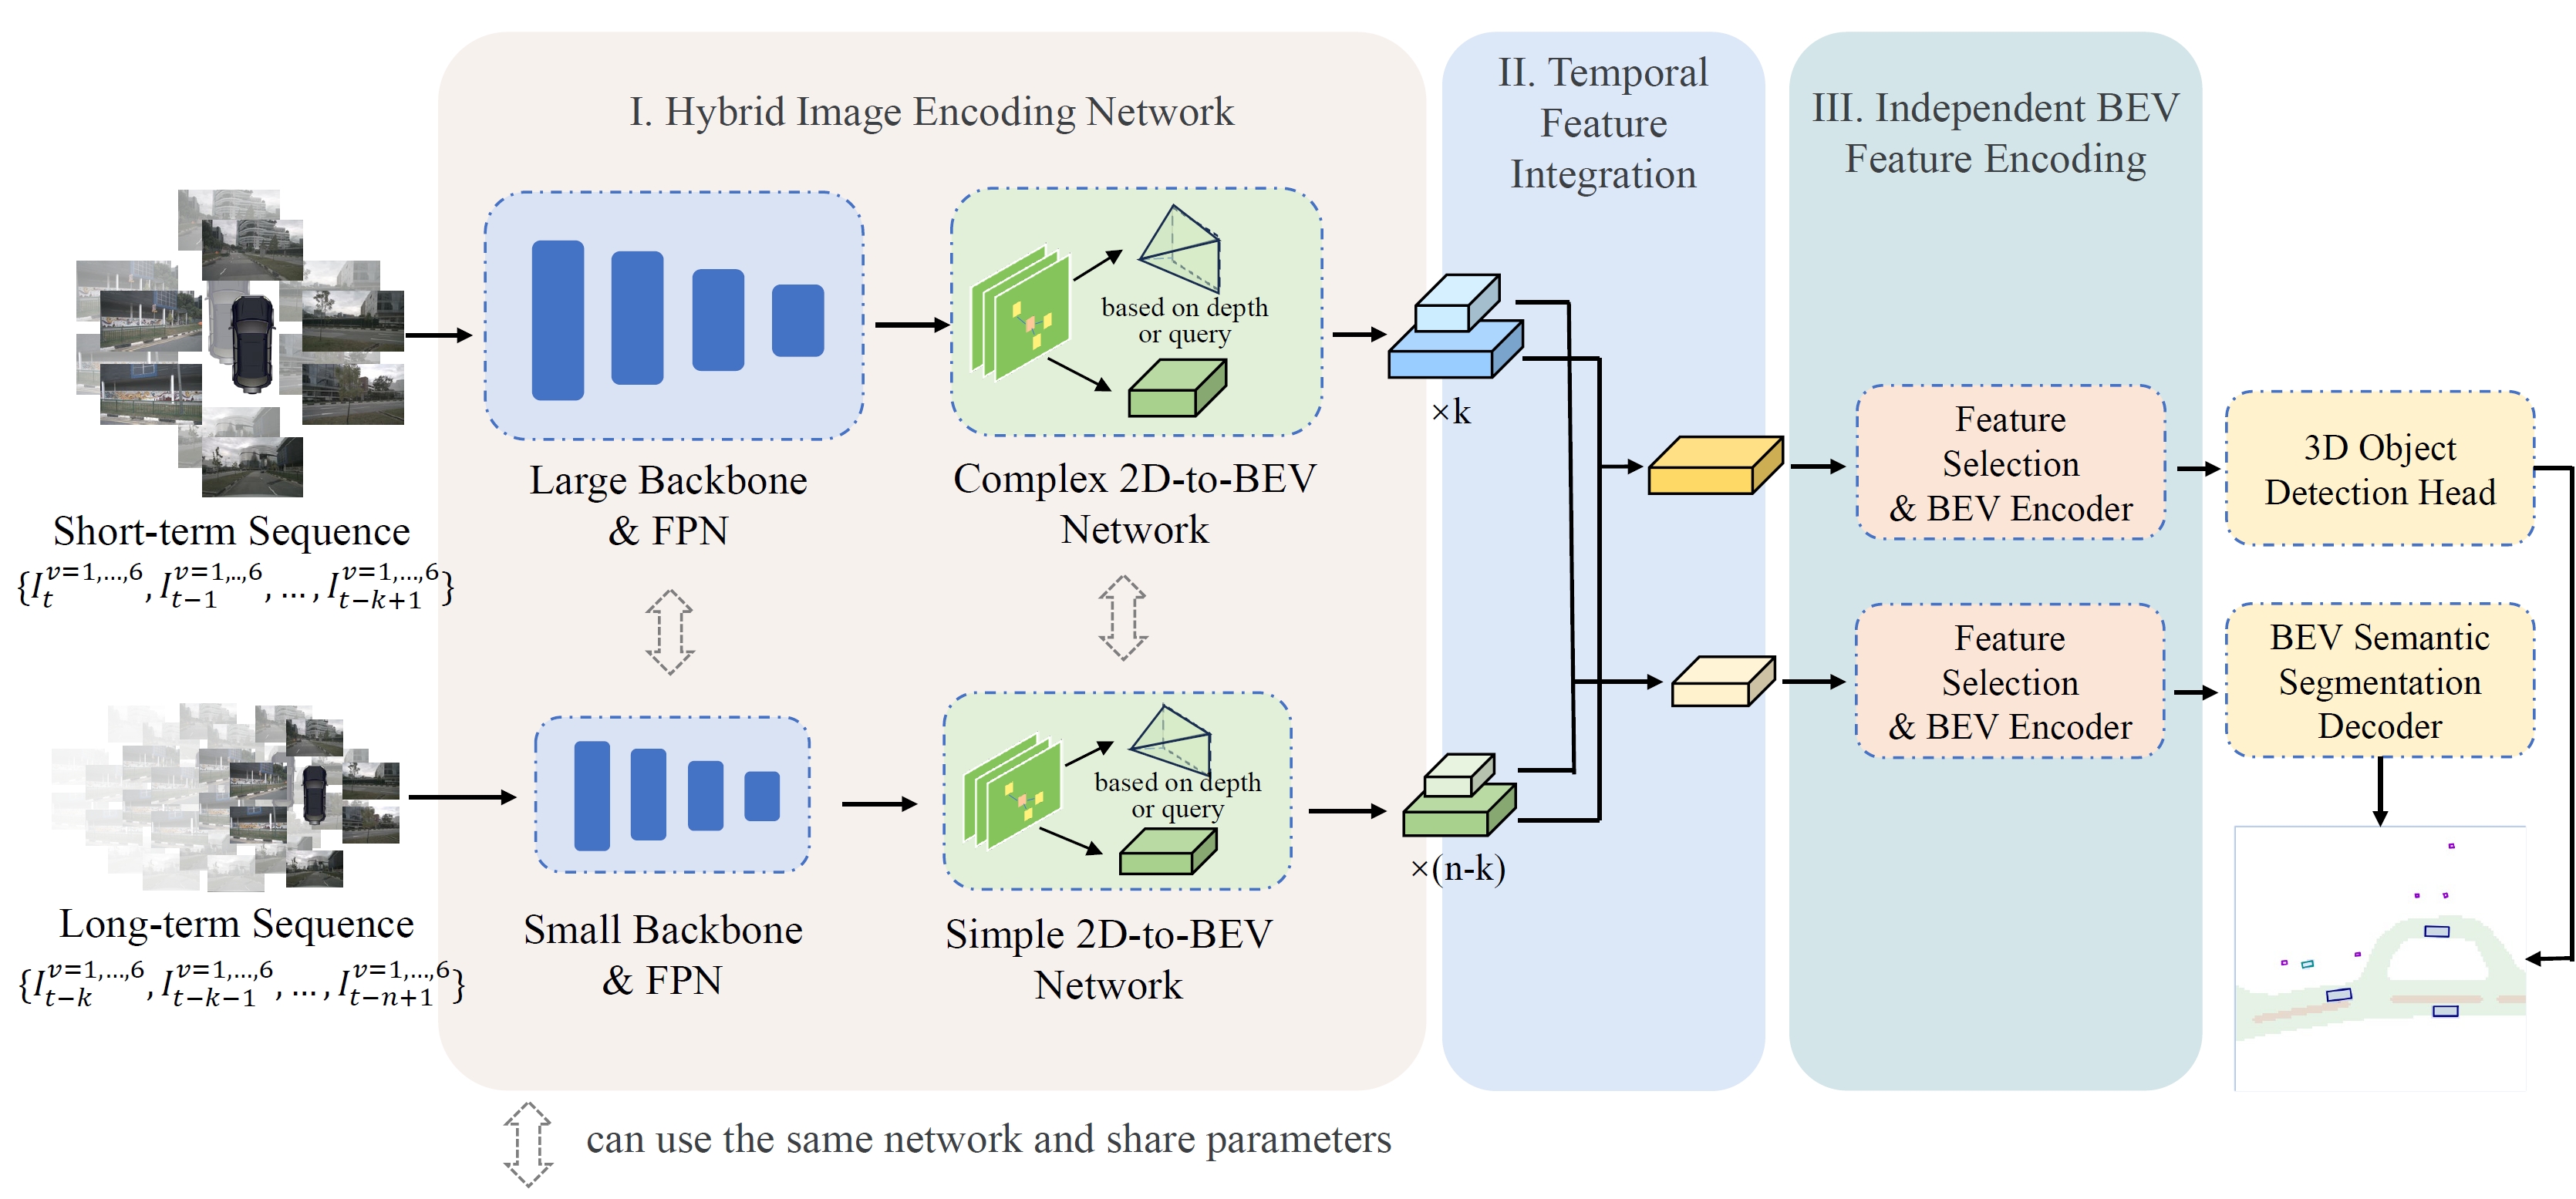 I. Hybrid Image Encoding Network
II. Temporal
Feature
Integration
III. Independent BEV
Feature Encoding
based on depth
or query
Large Backbone
& FPN
Complex 2D-to-BEV
Network
×k
Short-term Sequence
{I_t^{v=1,...,6}, I_{t-1}^{v=1,..,6}, ..., I_{t-k+1}^{v=1,...,6}}
Feature
Selection
& BEV Encoder
3D Object
Detection Head
Feature
Selection
& BEV Encoder
BEV Semantic
Segmentation
Decoder
based on depth
or query
×(n-k)
Long-term Sequence
{I_{t-k}^{v=1,...,6}, I_{t-k-1}^{v=1,...,6}, ..., I_{t-n+1}^{v=1,...,6}}
Small Backbone
& FPN
Simple 2D-to-BEV
Network
can use the same network and share parameters